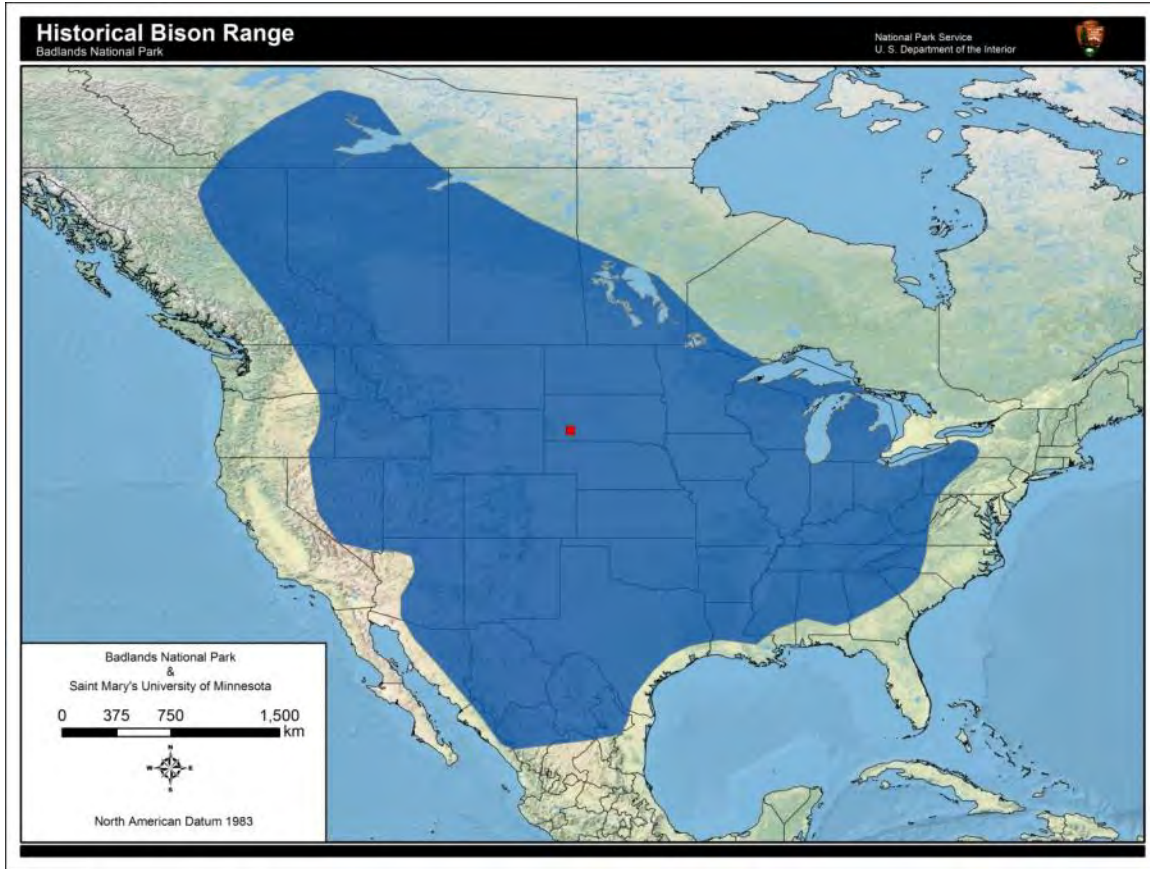 Historical Bison Range
Badlands National Park
National Park Service
U. S. Department of the Interior
Badlands National Park
&
Saint Mary's University of Minnesota
0 375 750 1,500
km
N
W E
S
North American Datum 1983